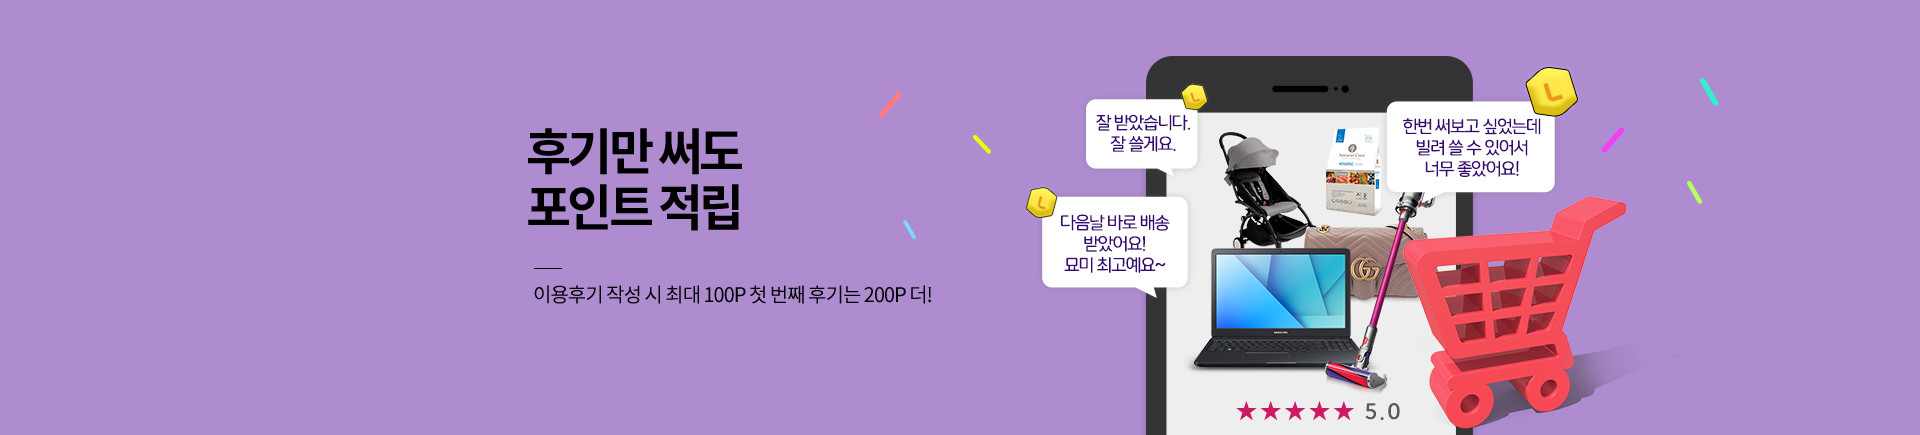 후기만 써도
포인트 적립
이용후기 작성 시 최대 100P 첫 번째 후기는 200P 더!
잘 받았습니다.
잘 쓸게요.
한번 써보고 싶었는데
빌려 쓸 수 있어서
너무 좋았어요!
다음날 바로 배송
받았어요!
묘미 최고예요~
L
L
L
SAMSUNG
★★★★★ 5.0